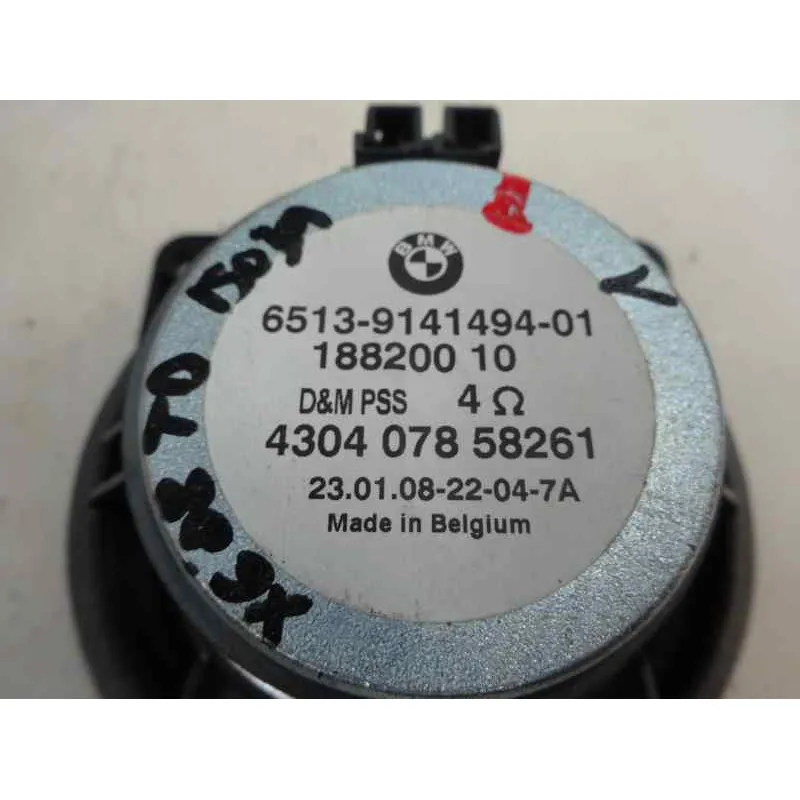 BMW
6513-9141494-01
188200 10
D&M PSS 4 Ω
4304 078 58261
23.01.08-22-04-7A
Made in Belgium
V
TD